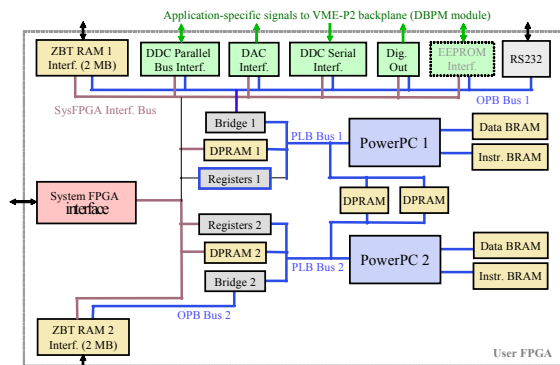 Application-specific signals to VME-P2 backplane (DBPM module)
ZBT RAM 1
Interf. (2 MB)
DDC Parallel
Bus Interf.
DAC
Interf.
DDC Serial
Interf.
Dig.
Out
EEPROM
Interf.
RS232
SysFPGA Interf. Bus
OPB Bus 1
Bridge 1
PLB Bus 1
DPRAM 1
Registers 1
PowerPC 1
Data BRAM
Instr. BRAM
System FPGA
interface
DPRAM
DPRAM
Registers 2
DPRAM 2
Bridge 2
PLB Bus 2
PowerPC 2
Data BRAM
Instr. BRAM
OPB Bus 2
ZBT RAM 2
Interf. (2 MB)
User FPGA